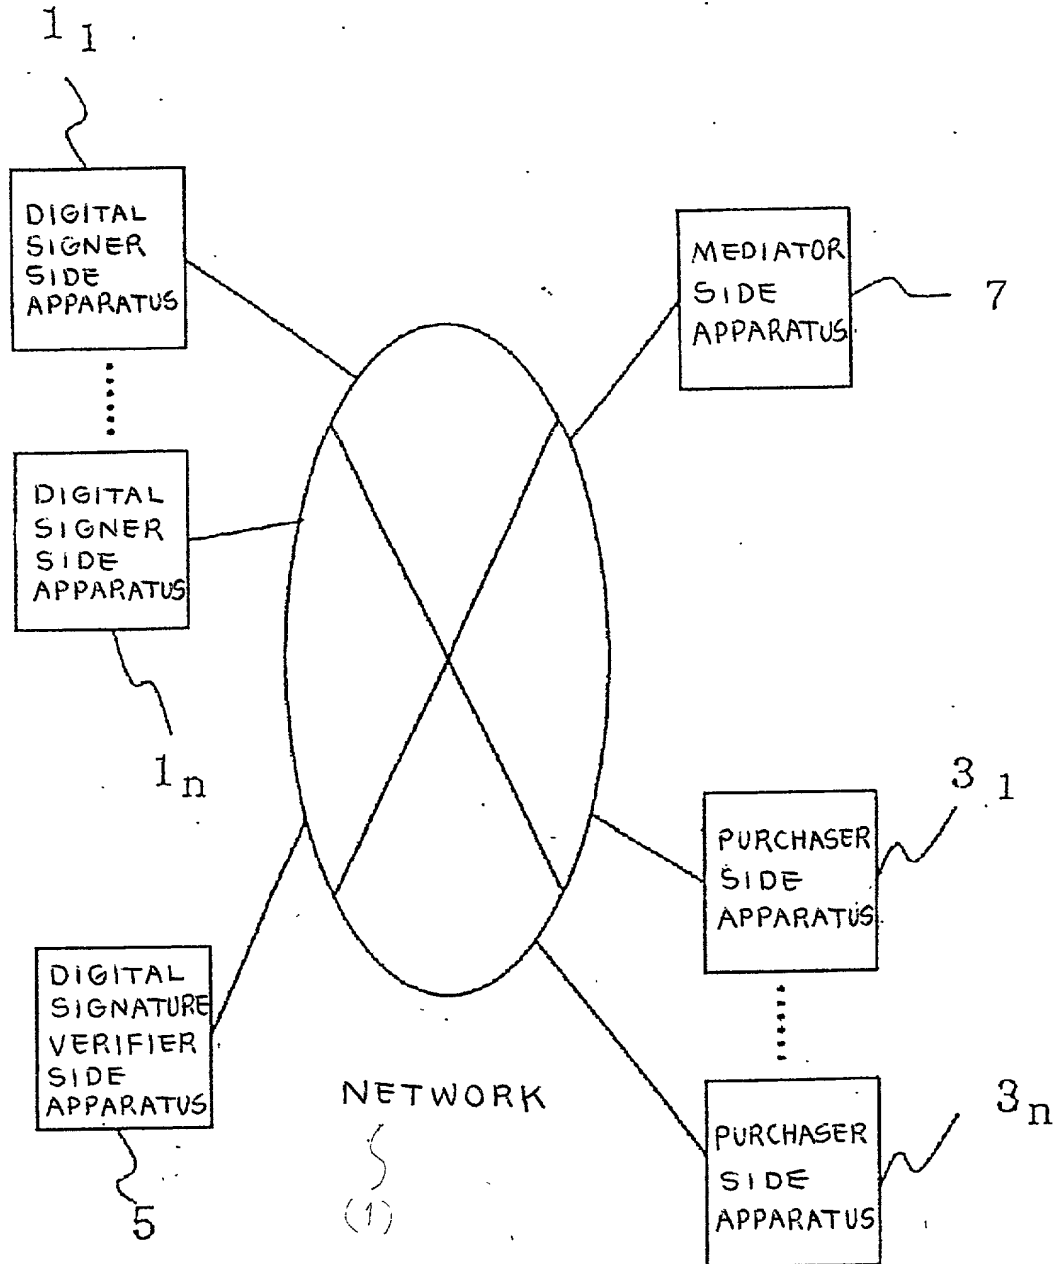 1 1
DIGITAL
SIGNER
SIDE
APPARATUS
MEDIATOR
SIDE
APPARATUS
7
DIGITAL
SIGNER
SIDE
APPARATUS
1 n
3 1
PURCHASER
SIDE
APPARATUS
DIGITAL
SIGNATURE
VERIFIER
SIDE
APPARATUS
5
NETWORK
(1)
3 n
PURCHASER
SIDE
APPARATUS